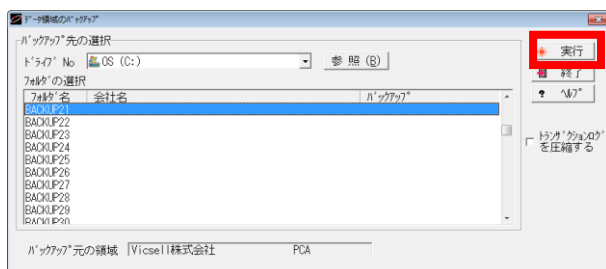 ﾃﾞｰﾀ領域のﾊﾞｯｸｱｯﾌﾟ
ﾊﾞｯｸｱｯﾌﾟ先の選択
ﾄﾞﾗｲﾌﾞ No OS (C:) 参 照 (B)
ﾌｫﾙﾀﾞの選択
ﾌｫﾙﾀﾞ名 会社名 ﾊﾞｯｸｱｯﾌﾟ
BACKUP21
BACKUP22
BACKUP23
BACKUP24
BACKUP25
BACKUP26
BACKUP27
BACKUP28
BACKUP29
BACKUP30
ﾊﾞｯｸｱｯﾌﾟ元の領域 Vicsell株式会社 PCA
実行
終了
? ﾍﾙﾌﾟ
ﾄﾗﾝｻﾞｸｼｮﾝﾛｸﾞ
を圧縮する